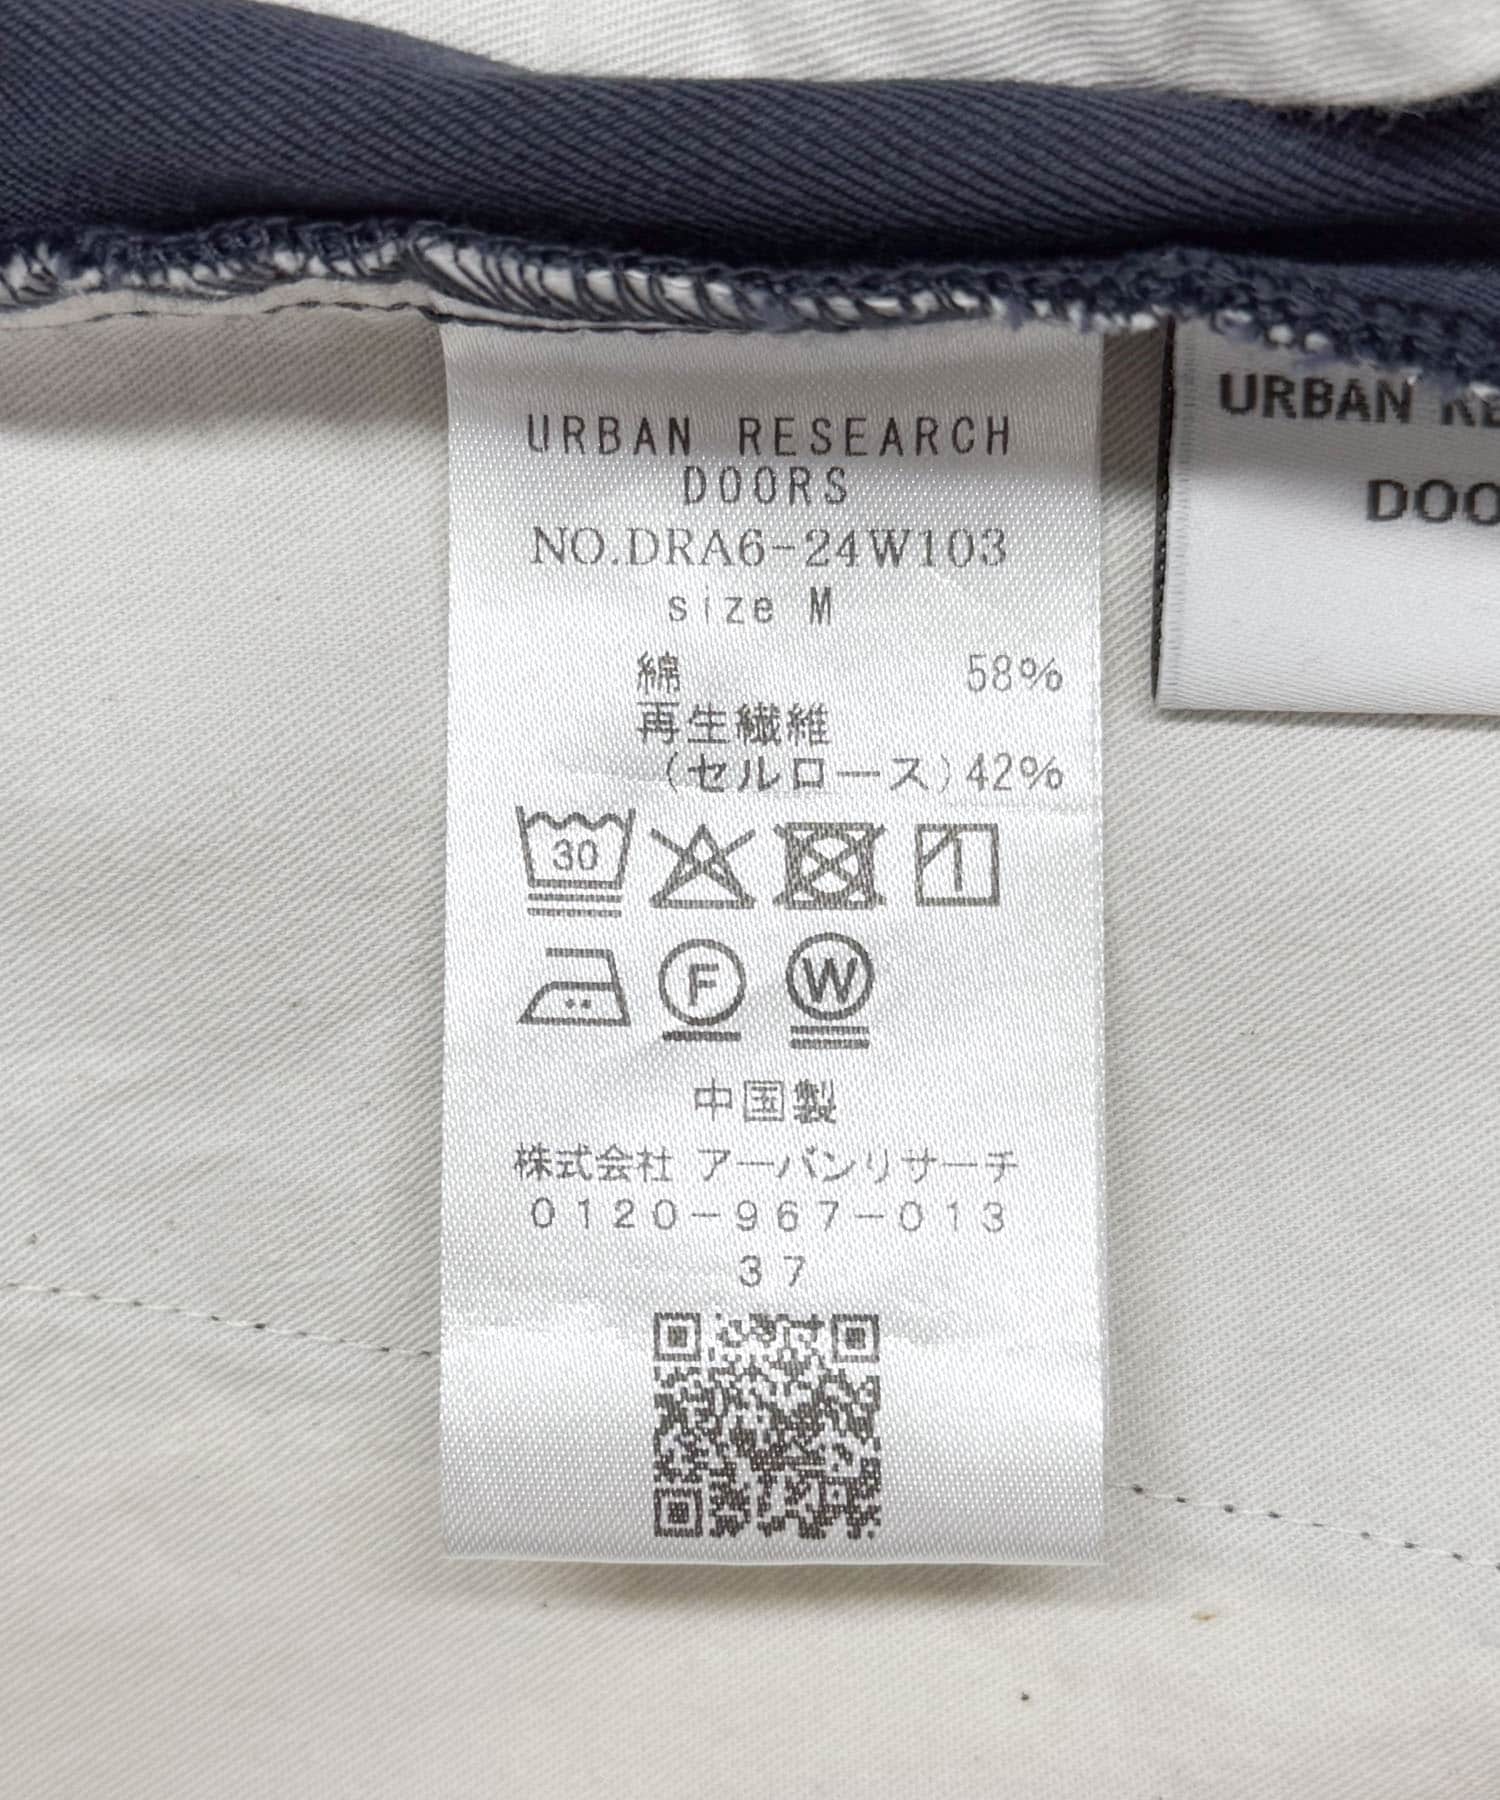 URBAN RESEARCH
DOORS
NO.DRA6-24W103
size M
綿 58%
再生繊維
(セルロース) 42%
30
F W
中国製
株式会社 アーバンリサーチ
0120-967-013
37
URBAN
DOO